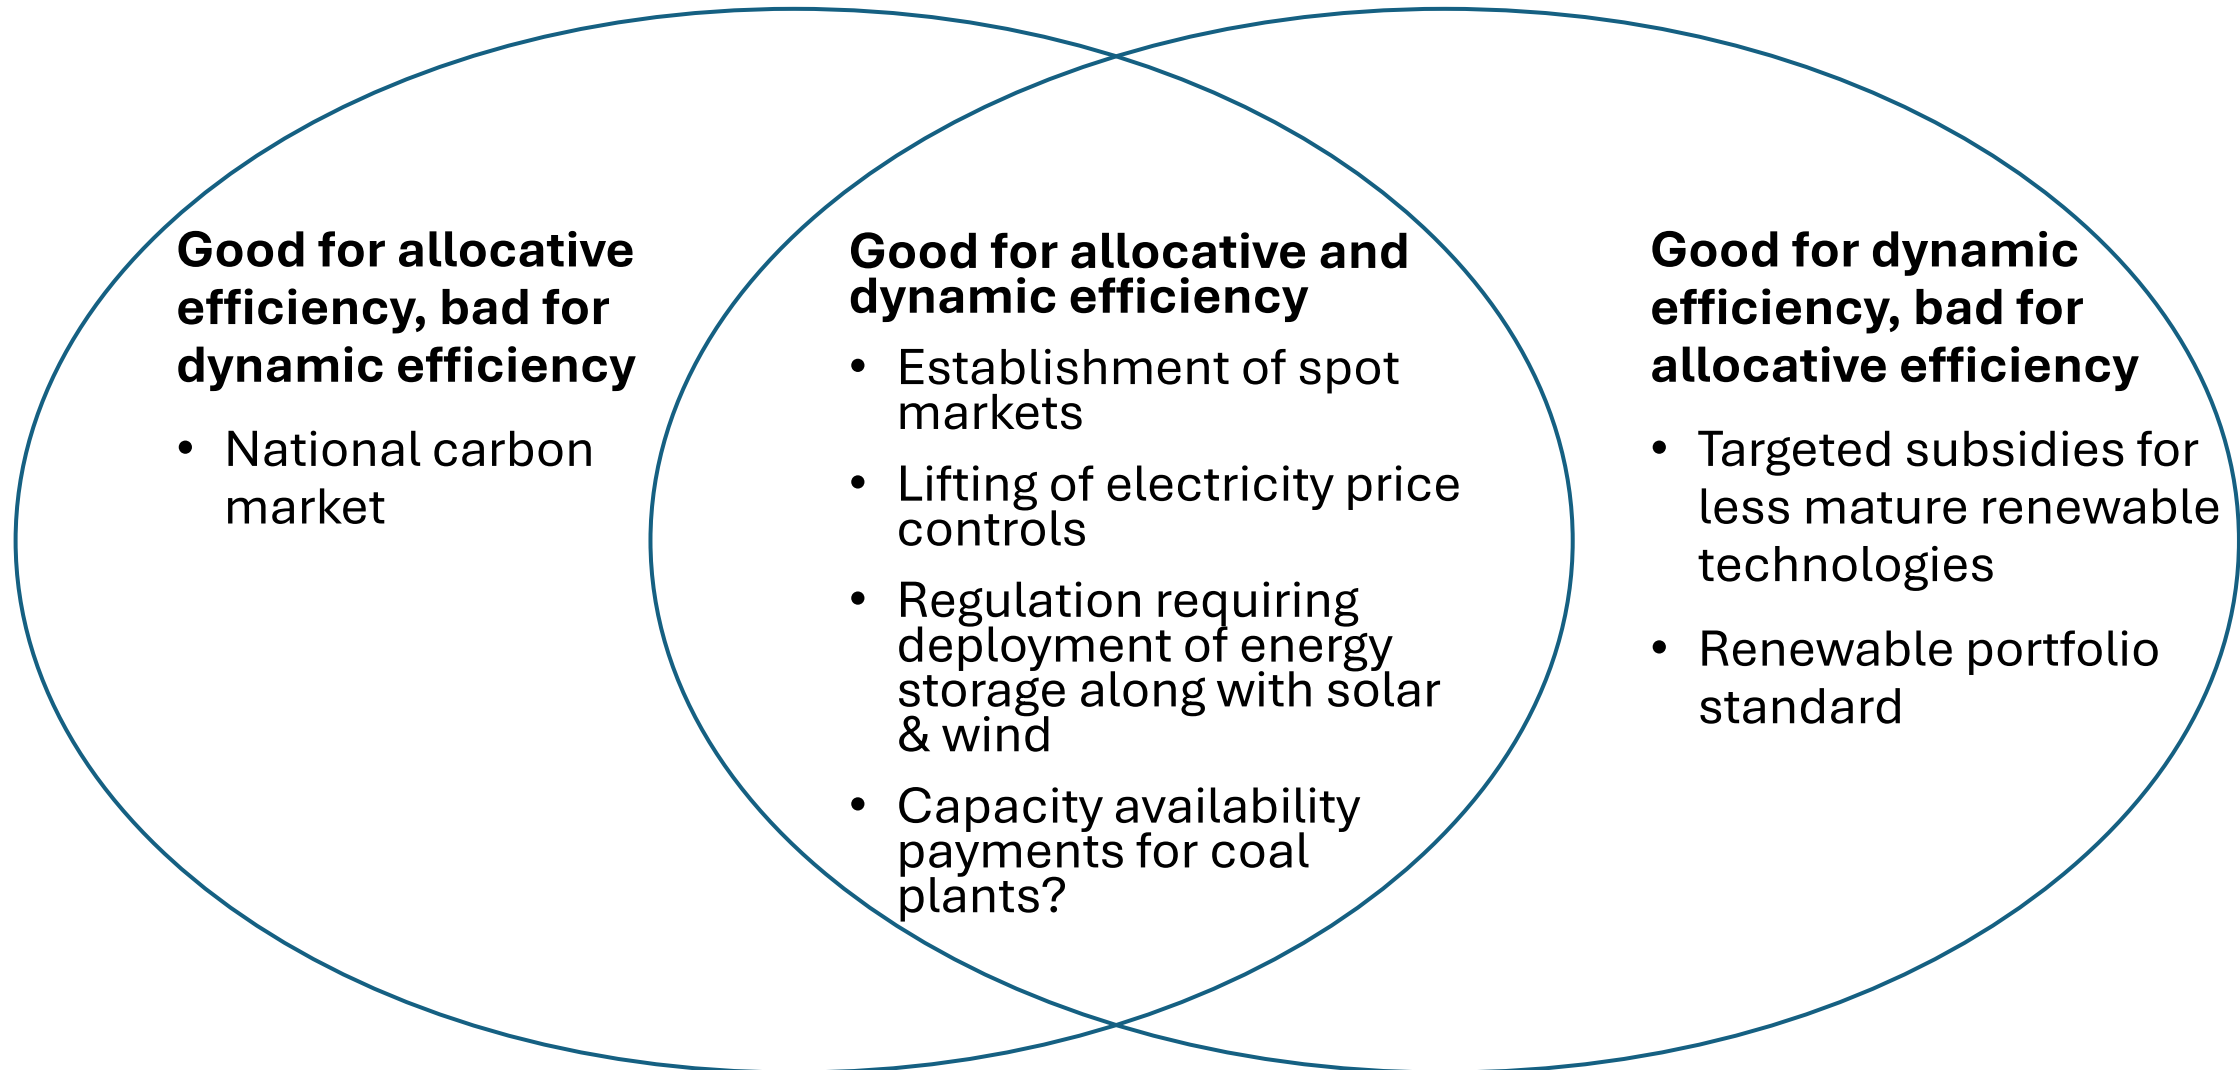 Good for allocative
efficiency, bad for
dynamic efficiency
• National carbon
market
Good for allocative and
dynamic efficiency
• Establishment of spot
markets
• Lifting of electricity price
controls
• Regulation requiring
deployment of energy
storage along with solar
& wind
• Capacity availability
payments for coal
plants?
Good for dynamic
efficiency, bad for
allocative efficiency
• Targeted subsidies for
less mature renewable
technologies
• Renewable portfolio
standard